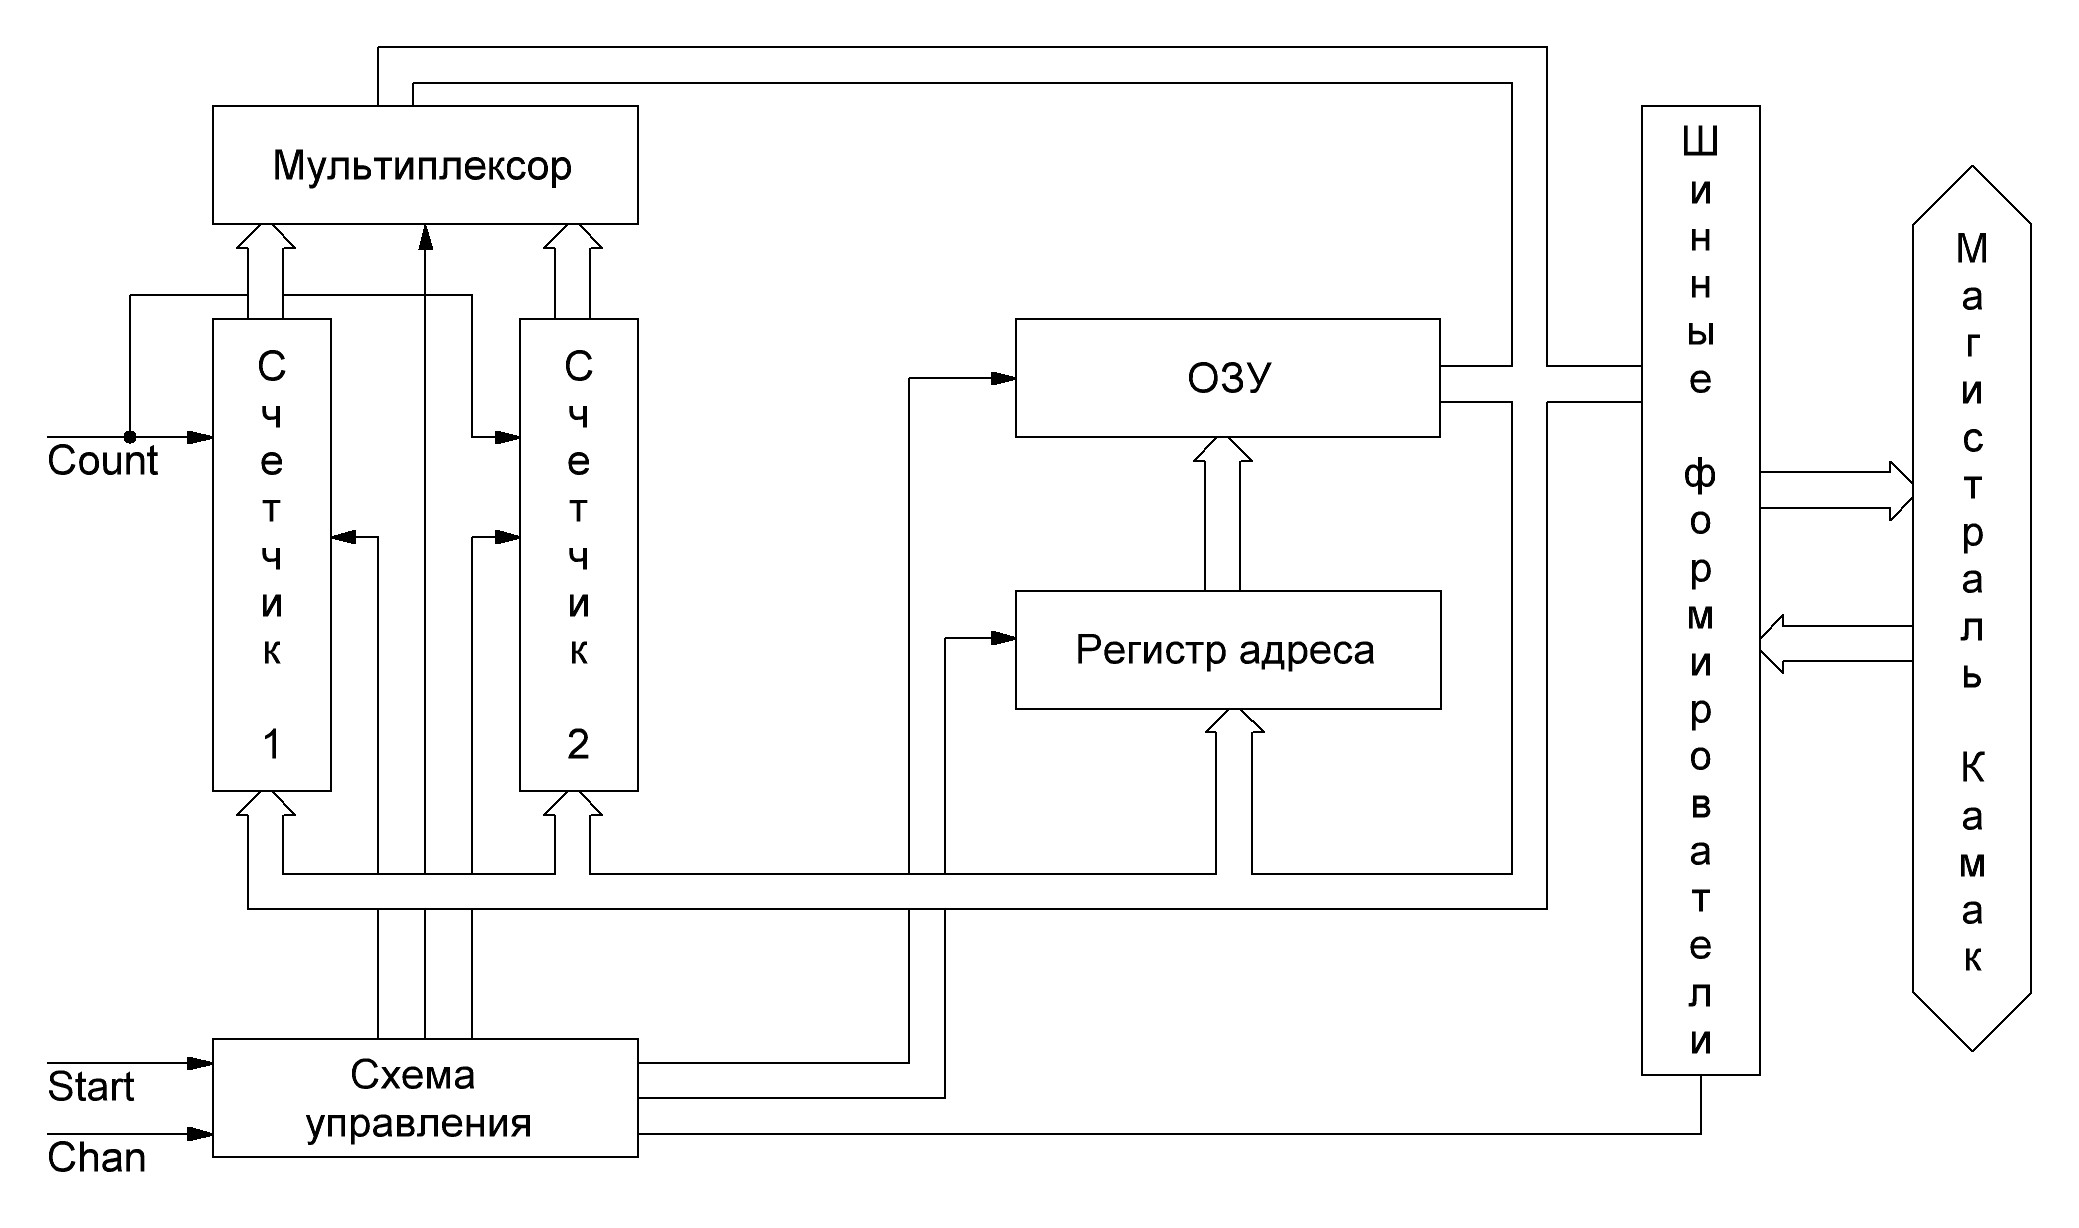 Мультиплексор
Счетчик 1
Счетчик 2
Count
ОЗУ
Регистр адреса
Шинные формирователи
Магистраль Камак
Схема
управления
Start
Chan